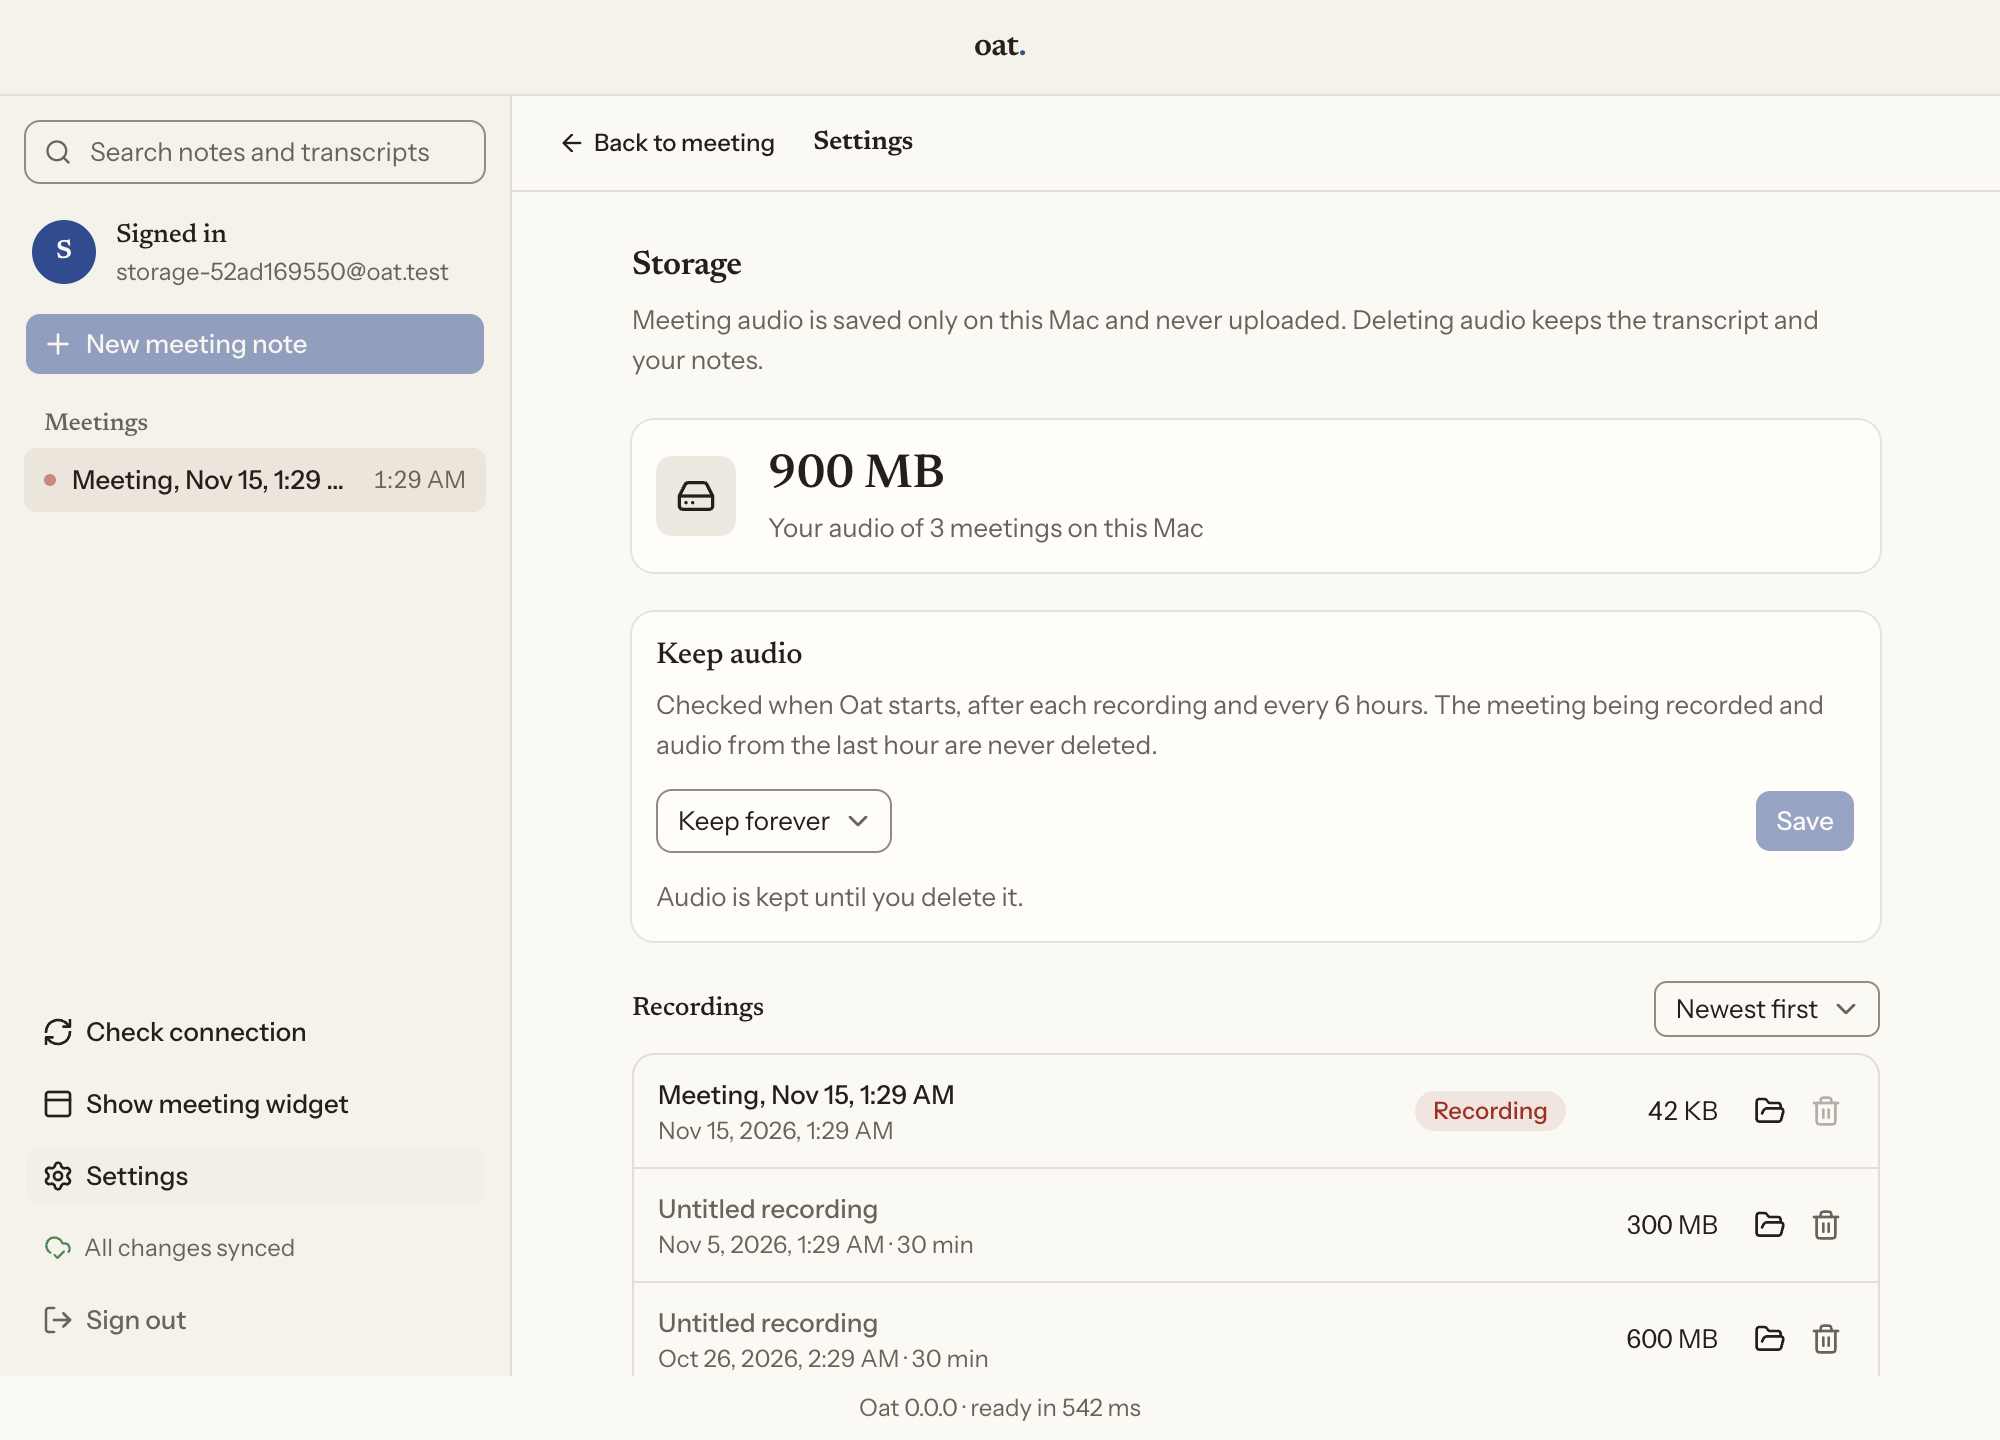 oat.
Search notes and transcripts
S
Signed in
storage-52ad169550@oat.test
New meeting note
Meetings
Meeting, Nov 15, 1:29 ... 1:29 AM
Check connection
Show meeting widget
Settings
All changes synced
Sign out
Back to meeting Settings
Storage
Meeting audio is saved only on this Mac and never uploaded. Deleting audio keeps the transcript and
your notes.
900 MB
Your audio of 3 meetings on this Mac
Keep audio
Checked when Oat starts, after each recording and every 6 hours. The meeting being recorded and
audio from the last hour are never deleted.
Keep forever Save
Audio is kept until you delete it.
Recordings Newest first
Meeting, Nov 15, 1:29 AM
Nov 15, 2026, 1:29 AM
Recording 42 KB
Untitled recording
Nov 5, 2026, 1:29 AM · 30 min
300 MB
Untitled recording
Oct 26, 2026, 2:29 AM · 30 min
600 MB
Oat 0.0.0 · ready in 542 ms